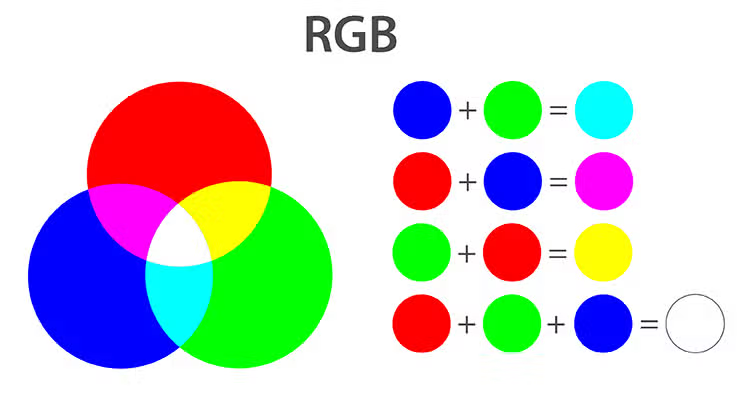 RGB
+ =
+ =
+ =
+ + =